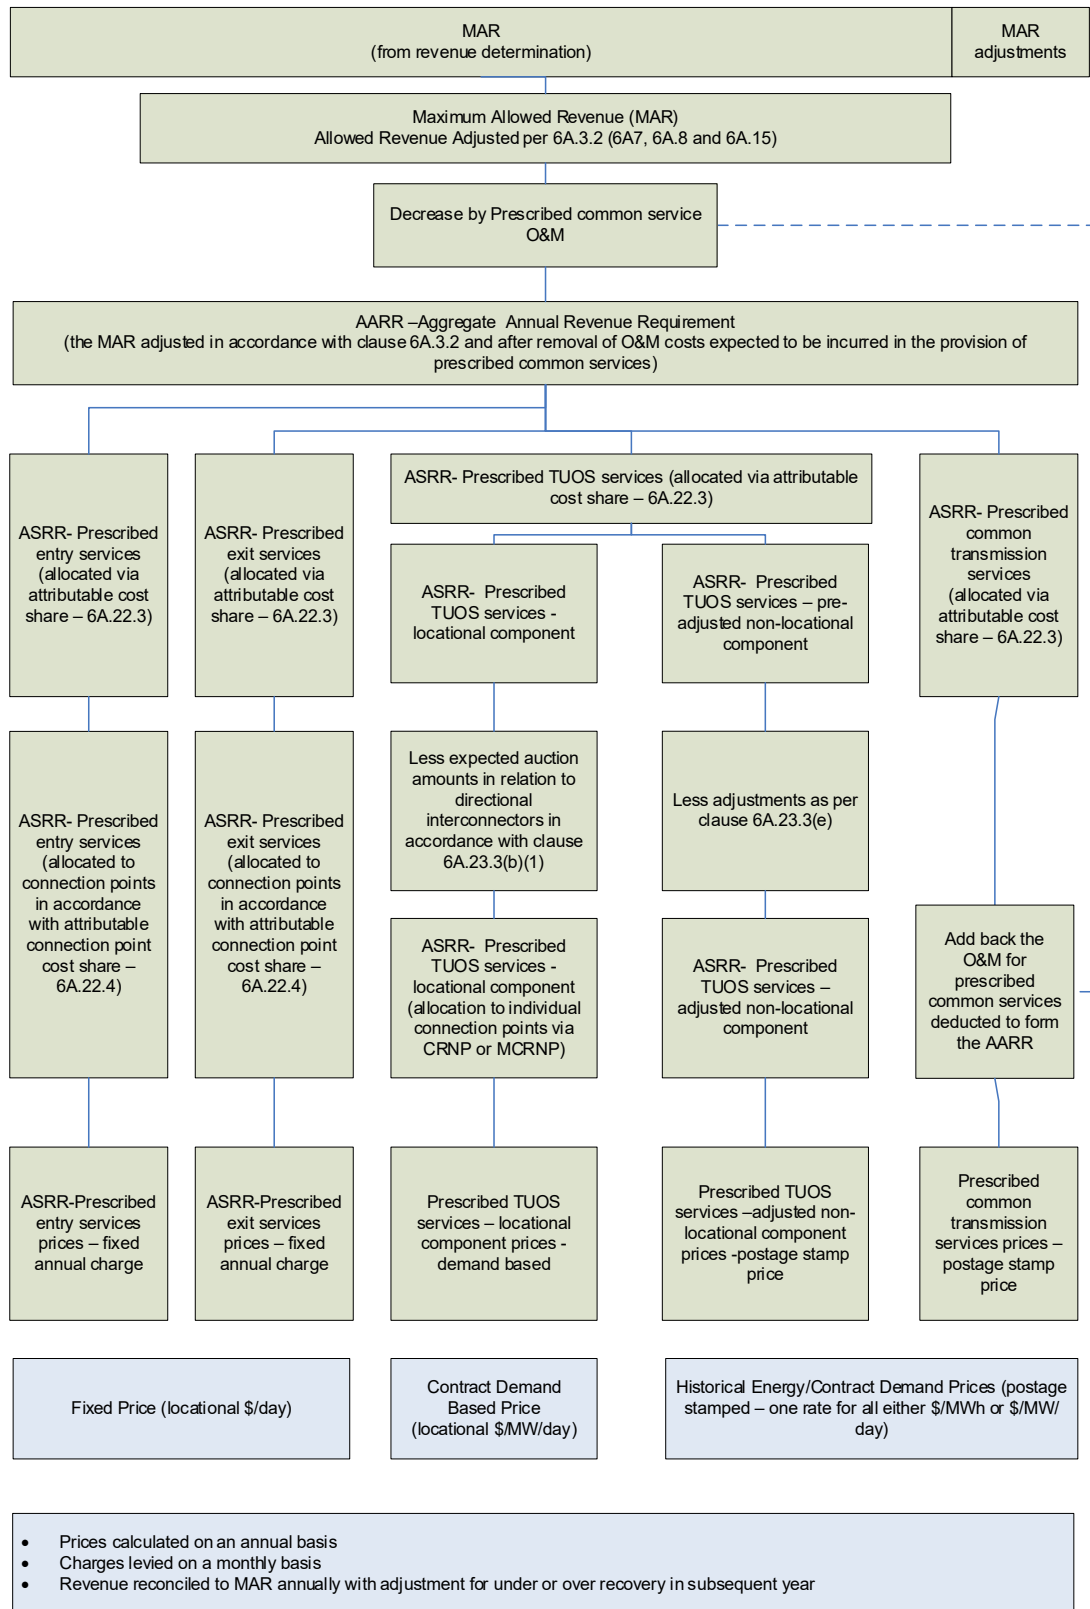 MAR
(from revenue determination)
MAR
adjustments
Maximum Allowed Revenue (MAR)
Allowed Revenue Adjusted per 6A.3.2 (6A7, 6A.8 and 6A.15)
Decrease by Prescribed common service
O&M
AARR –Aggregate Annual Revenue Requirement
(the MAR adjusted in accordance with clause 6A.3.2 and after removal of O&M costs expected to be incurred in the provision of
prescribed common services)
ASRR- Prescribed
entry services
(allocated via
attributable cost
share – 6A.22.3)
ASRR- Prescribed
exit services
(allocated via
attributable cost
share – 6A.22.3)
ASRR- Prescribed TUOS services (allocated via attributable
cost share – 6A.22.3)
ASRR- Prescribed
TUOS services -
locational component
ASRR- Prescribed
TUOS services – pre-
adjusted non-locational
component
ASRR- Prescribed
common
transmission
services
(allocated via
attributable cost
share – 6A.22.3)
ASRR- Prescribed
entry services
(allocated to
connection points
in accordance
with attributable
connection point
cost share –
6A.22.4)
ASRR- Prescribed
exit services
(allocated to
connection points
in accordance
with attributable
connection point
cost share –
6A.22.4)
Less expected auction
amounts in relation to
directional
interconnectors in
accordance with clause
6A.23.3(b)(1)
Less adjustments as per
clause 6A.23.3(e)
ASRR- Prescribed
TUOS services -
locational component
(allocation to individual
connection points via
CRNP or MCRNP)
ASRR- Prescribed
TUOS services –
adjusted non-locational
component
Add back the
O&M for
prescribed
common services
deducted to form
the AARR
ASRR-Prescribed
entry services
prices – fixed
annual charge
ASRR-Prescribed
exit services
prices – fixed
annual charge
Prescribed TUOS
services – locational
component prices -
demand based
Prescribed TUOS
services –adjusted non-
locational component
prices -postage stamp
price
Prescribed
common
transmission
services prices –
postage stamp
price
Fixed Price (locational $/day)
Contract Demand
Based Price
(locational $/MW/day)
Historical Energy/Contract Demand Prices (postage
stamped – one rate for all either $/MWh or $/MW/
day)
• Prices calculated on an annual basis
• Charges levied on a monthly basis
• Revenue reconciled to MAR annually with adjustment for under or over recovery in subsequent year